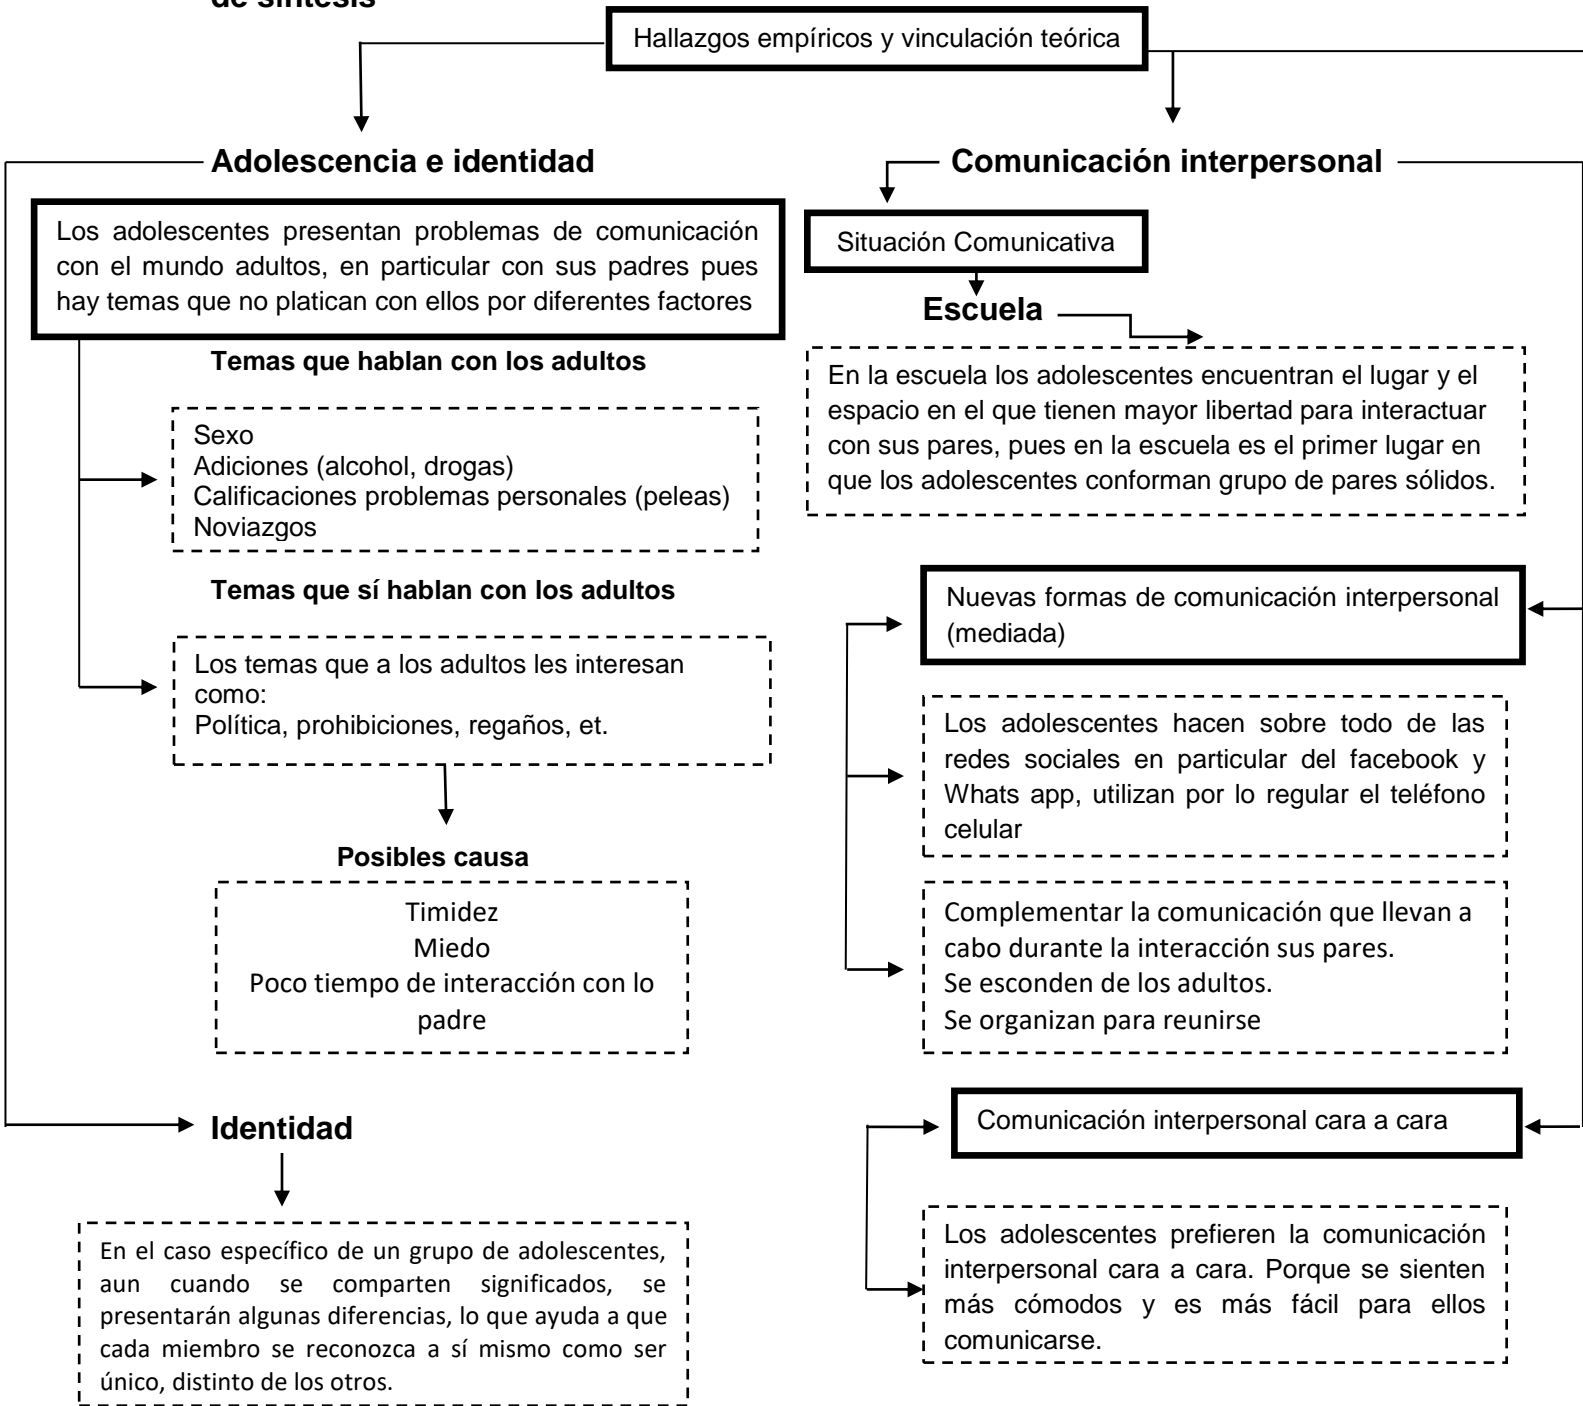 de síntesis
Hallazgos empíricos y vinculación teórica
Adolescencia e identidad
Los adolescentes presentan problemas de comunicación
con el mundo adultos, en particular con sus padres pues
hay temas que no platican con ellos por diferentes factores
Temas que hablan con los adultos
Sexo
Adiciones (alcohol, drogas)
Calificaciones problemas personales (peleas)
Noviazgos
Temas que sí hablan con los adultos
Los temas que a los adultos les interesan
como:
Política, prohibiciones, regaños, et.
Posibles causa
Timidez
Miedo
Poco tiempo de interacción con lo
padre
Identidad
En el caso específico de un grupo de adolescentes,
aun cuando se comparten significados, se
presentarán algunas diferencias, lo que ayuda a que
cada miembro se reconozca a sí mismo como ser
único, distinto de los otros.
Comunicación interpersonal
Situación Comunicativa
Escuela
En la escuela los adolescentes encuentran el lugar y el
espacio en el que tienen mayor libertad para interactuar
con sus pares, pues en la escuela es el primer lugar en
que los adolescentes conforman grupo de pares sólidos.
Nuevas formas de comunicación interpersonal
(mediada)
Los adolescentes hacen sobre todo de las
redes sociales en particular del facebook y
Whats app, utilizan por lo regular el teléfono
celular
Complementar la comunicación que llevan a
cabo durante la interacción sus pares.
Se esconden de los adultos.
Se organizan para reunirse
Comunicación interpersonal cara a cara
Los adolescentes prefieren la comunicación
interpersonal cara a cara. Porque se sienten
más cómodos y es más fácil para ellos
comunicarse.